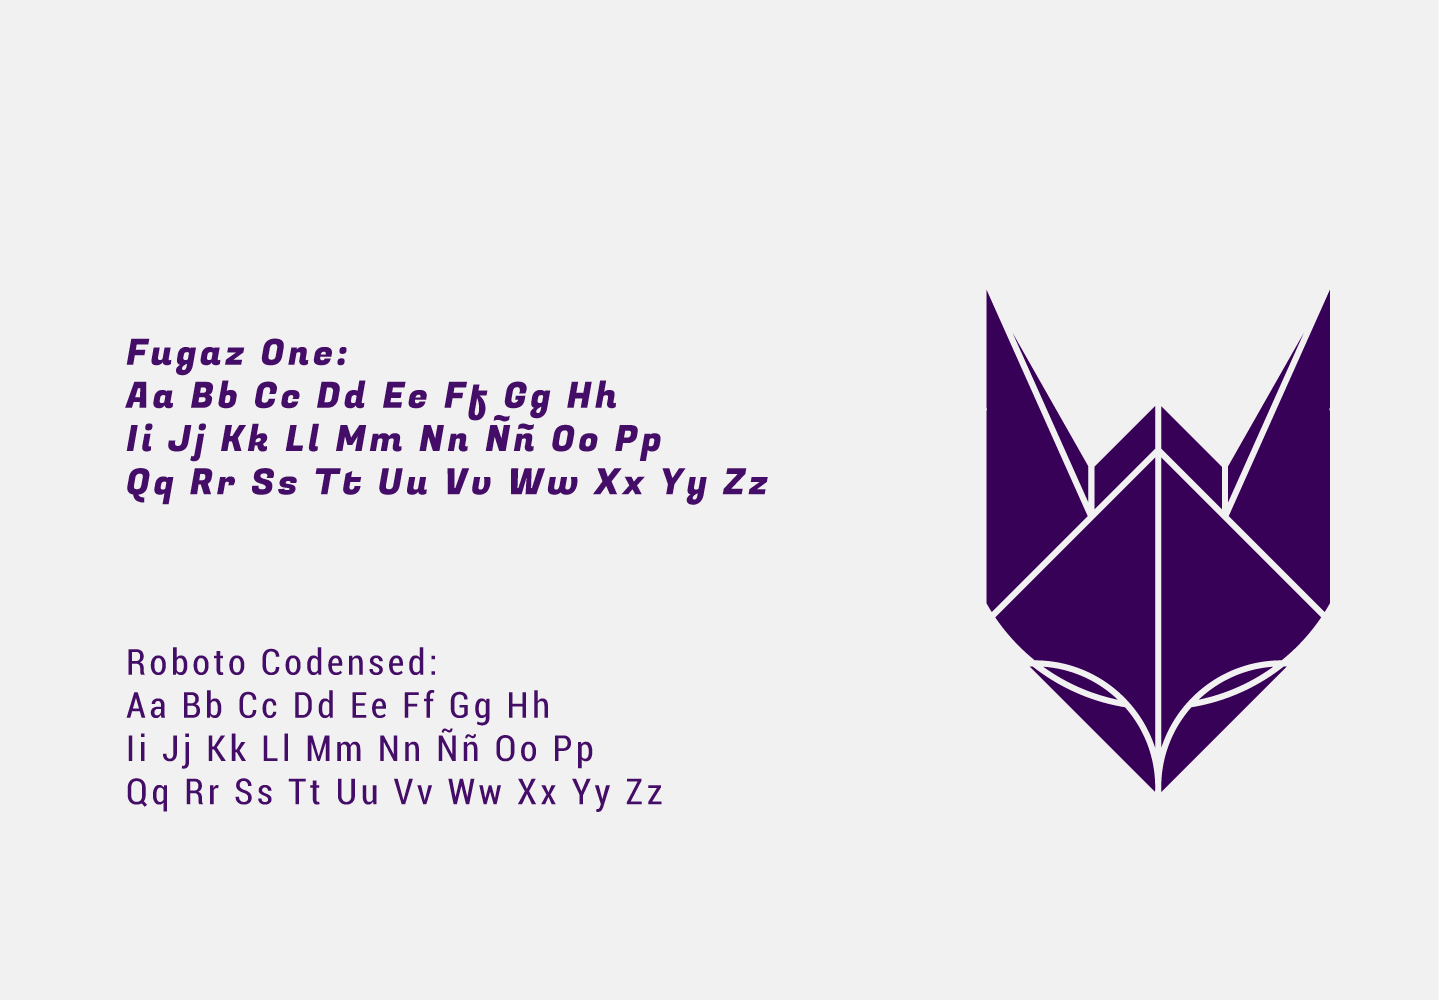 Fugaz One:
Aa Bb Cc Dd Ee Ff Gg Hh
Ii Jj Kk Ll Mm Nn Ññ Oo Pp
Qq Rr Ss Tt Uu Vv Ww Xx Yy Zz
Roboto Codensed:
Aa Bb Cc Dd Ee Ff Gg Hh
Ii Jj Kk Ll Mm Nn Ññ Oo Pp
Qq Rr Ss Tt Uu Vv Ww Xx Yy Zz